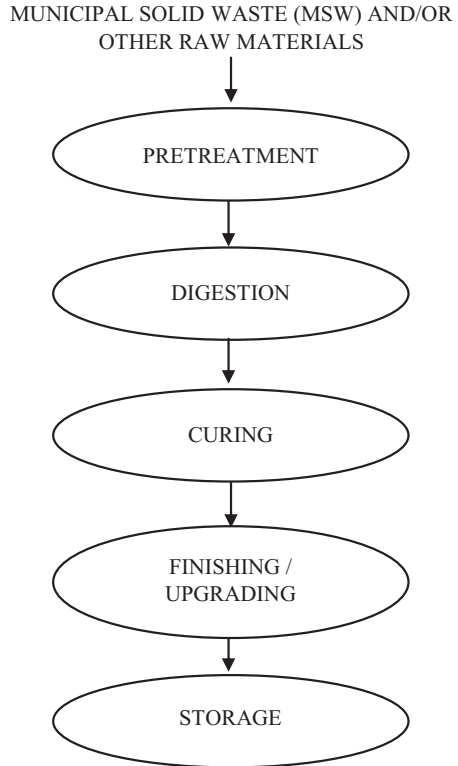 MUNICIPAL SOLID WASTE (MSW) AND/OR
OTHER RAW MATERIALS
PRETREATMENT
DIGESTION
CURING
FINISHING /
UPGRADING
STORAGE